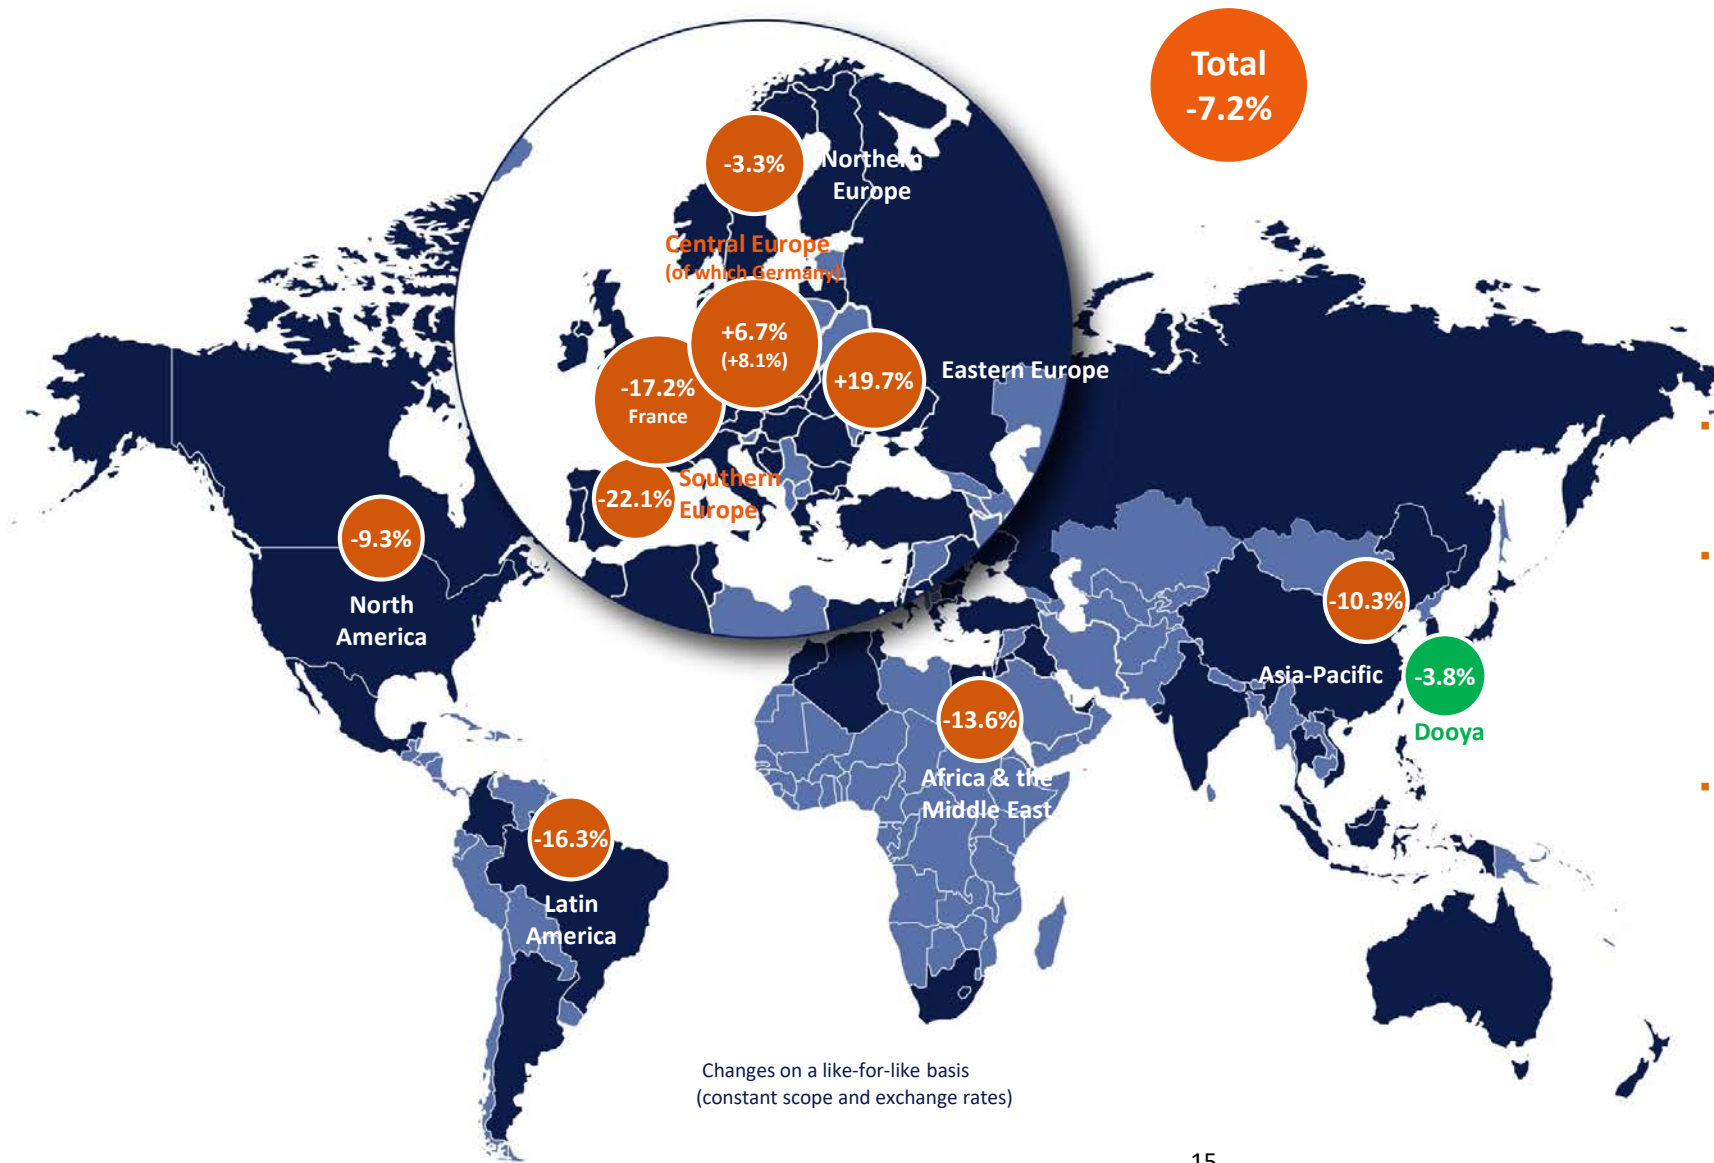 Total
-7.2%
-3.3%
Northern
Europe
Central Europe
(of which Germany)
+6.7%
(+8.1%)
+19.7%
Eastern Europe
-17.2%
France
-22.1%
Southern
Europe
-9.3%
North
America
-10.3%
Asia-Pacific
-3.8%
Dooya
-13.6%
Africa & the
Middle East
-16.3%
Latin
America
Changes on a like-for-like basis
(constant scope and exchange rates)
15